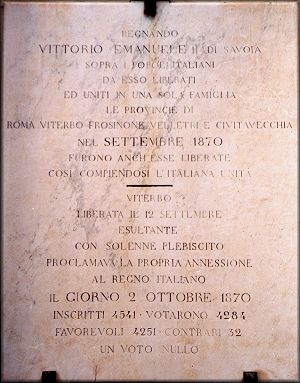 REGNANDO
VITTORIO EMANUELE II DI SAVOIA
SOPRA I POPOLI ITALIANI
DA ESSO LIBERATI
ED UNITI IN UNA SOLA FAMIGLIA
LE PROVINCIE DI
ROMA VITERBO FROSINONE VELLETRI E CIVITAVECCHIA
NEL SETTEMBRE 1870
FURONO ANCH'ESSE LIBERATE
COSÌ COMPIENDOSI L'ITALIANA UNITÀ
VITERBO
LIBERATA IL 12 SETTEMBRE
ESULTANTE
CON SOLENNE PLEBISCITO
PROCLAMAVA LA PROPRIA ANNESSIONE
AL REGNO ITALIANO
IL GIORNO 2 OTTOBRE 1870
INSCRITTI 4541 · VOTARONO 4284
FAVOREVOLI 4251 · CONTRARI 32
UN VOTO NULLO